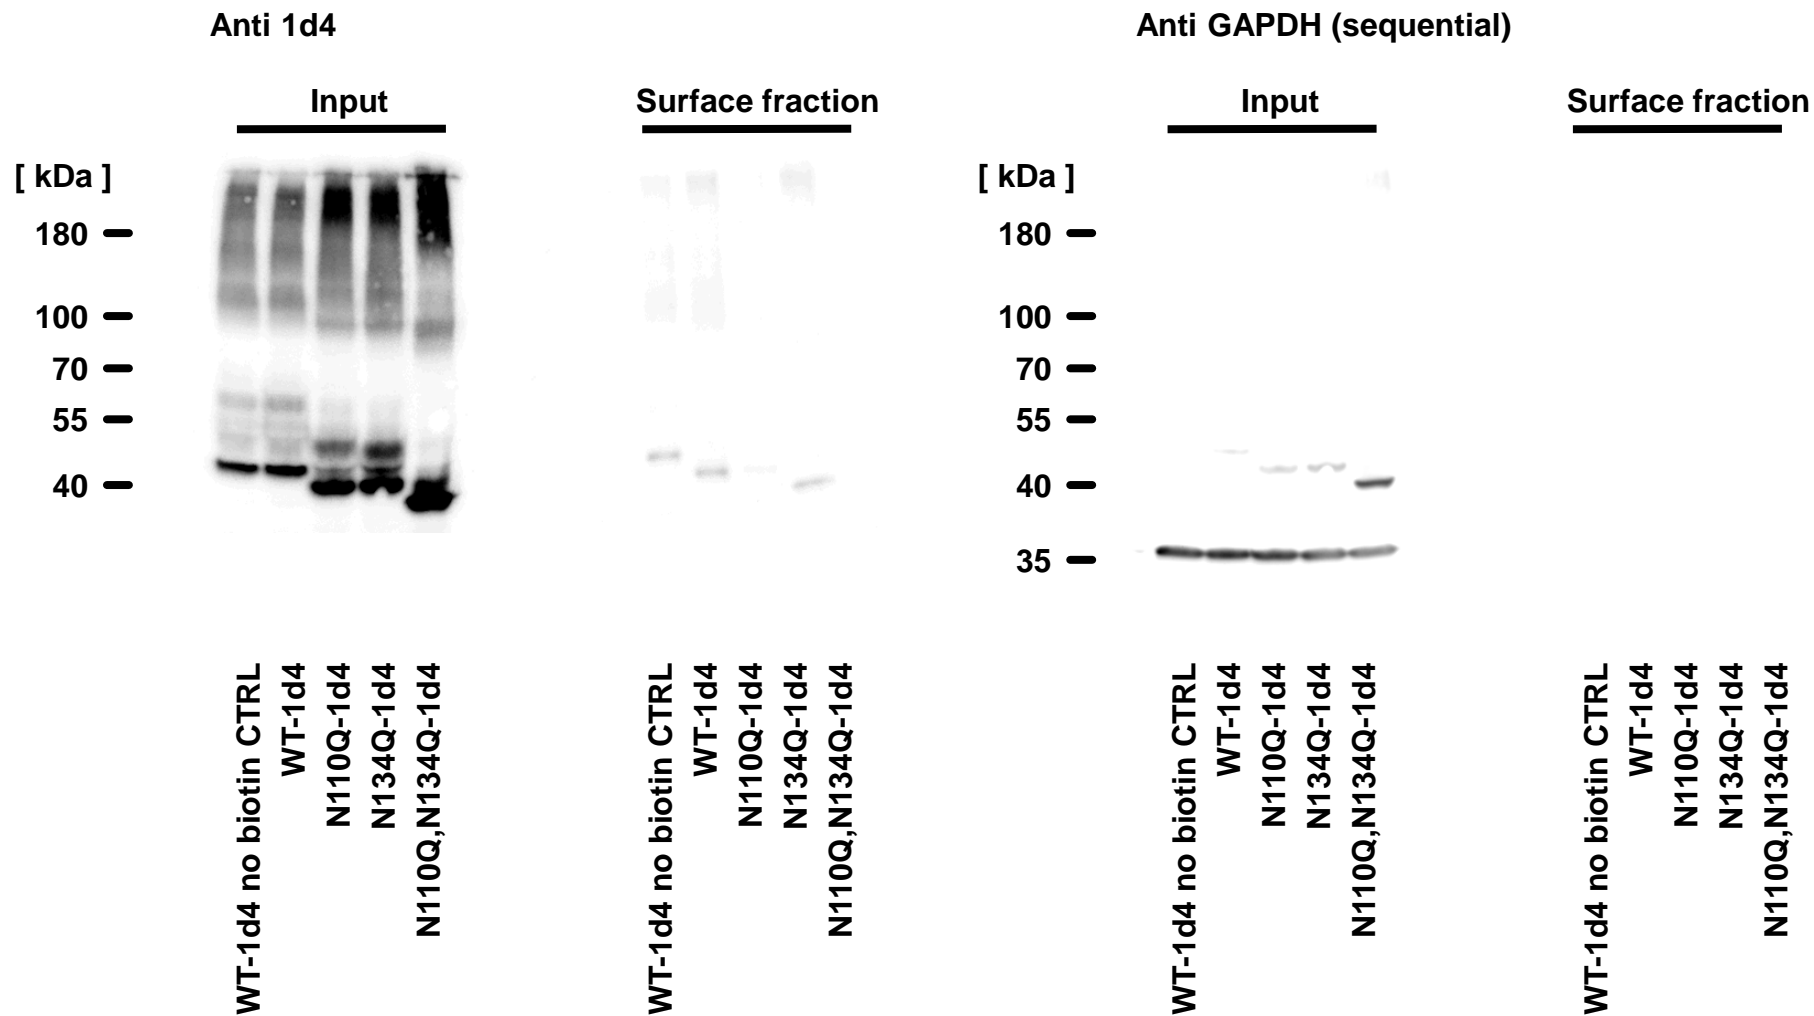 Anti 1d4
Anti GAPDH (sequential)
Input
Surface fraction
Input
Surface fraction
[ kDa ]
180
100
70
55
40
[ kDa ]
180
100
70
55
40
35
WT-1d4 no biotin CTRL
WT-1d4
N110Q-1d4
N134Q-1d4
N110Q,N134Q-1d4
WT-1d4 no biotin CTRL
WT-1d4
N110Q-1d4
N134Q-1d4
N110Q,N134Q-1d4
WT-1d4 no biotin CTRL
WT-1d4
N110Q-1d4
N134Q-1d4
N110Q,N134Q-1d4
WT-1d4 no biotin CTRL
WT-1d4
N110Q-1d4
N134Q-1d4
N110Q,N134Q-1d4